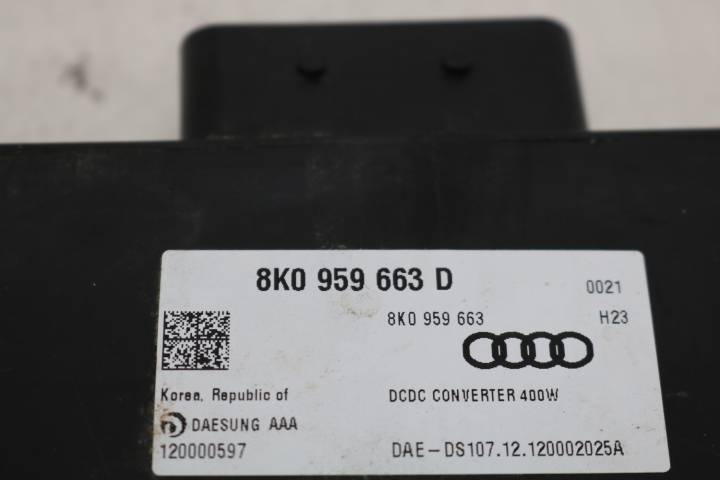 8K0 959 663 D
0021
8K0 959 663
H23
Korea, Republic of
DCDC CONVERTER 400W
DAESUNG AAA
120000597
DAE-DS107.12.120002025A